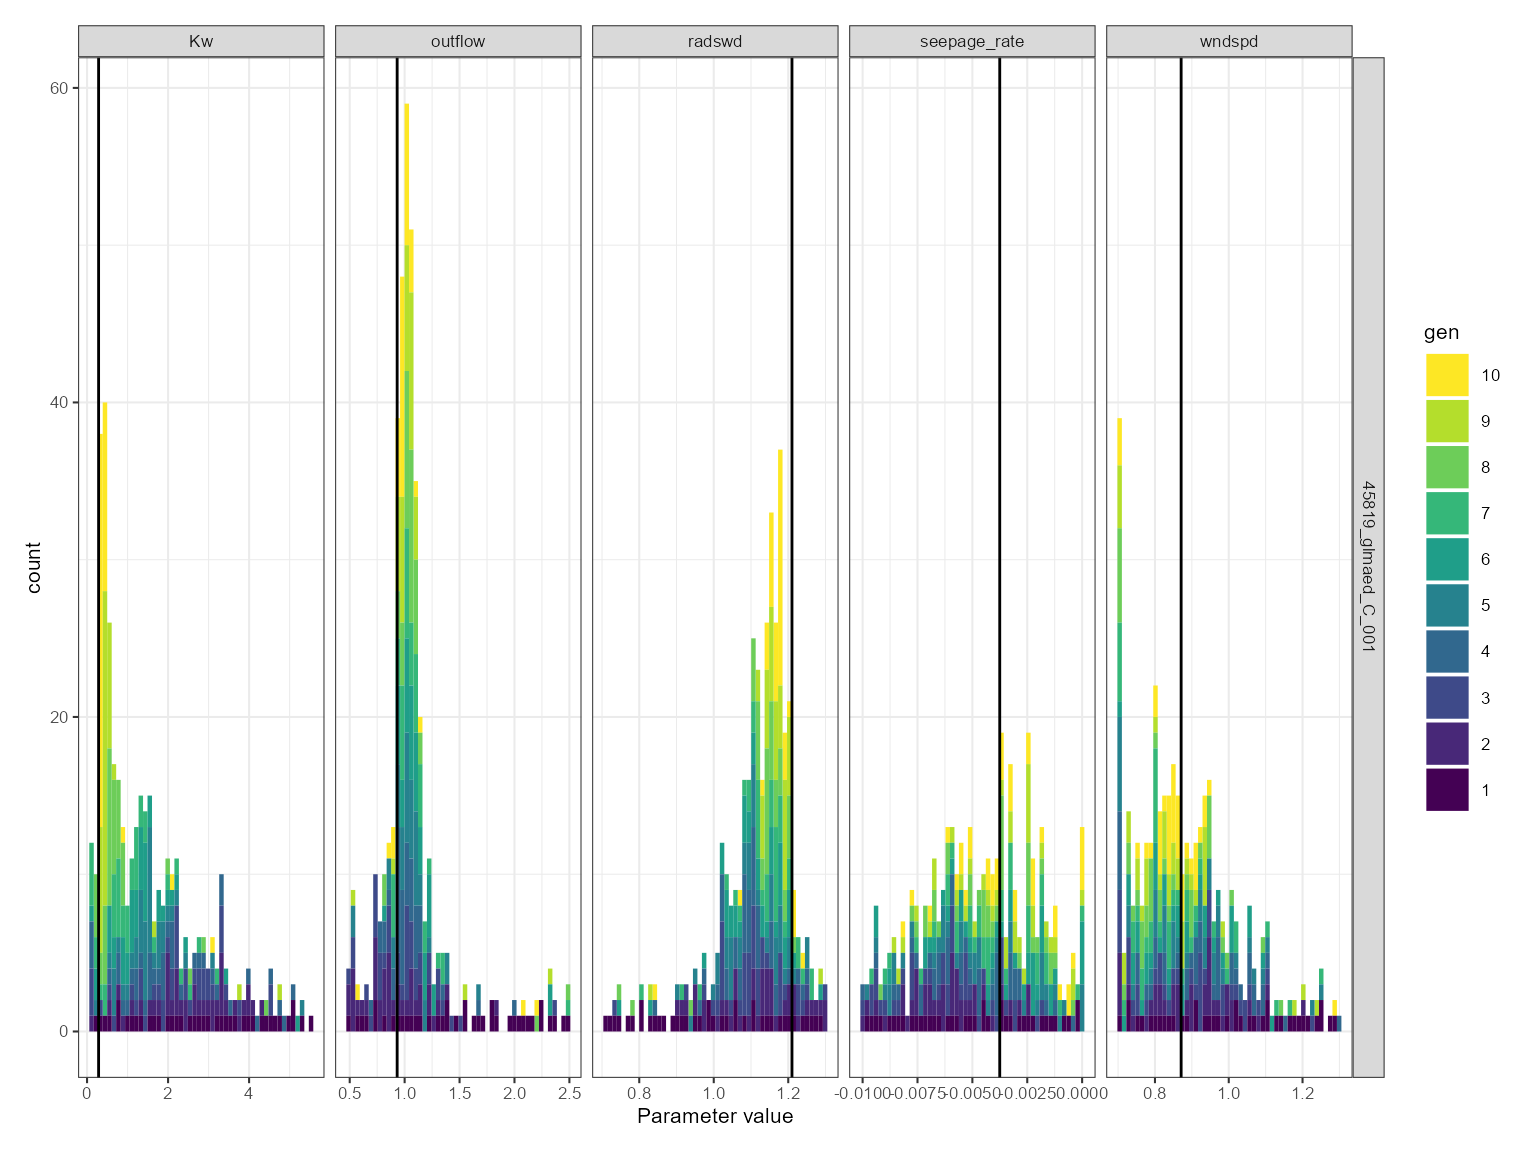 Kw
outflow
radswd
seepage_rate
wndspd
60
40
20
0
count
45819_glmaed_C_001
0 2 4
0.5 1.0 1.5 2.0 2.5
0.8 1.0 1.2
-0.0100 -0.0075 -0.0050 -0.0025 0.0000
0.8 1.0 1.2
Parameter value
gen
10
9
8
7
6
5
4
3
2
1